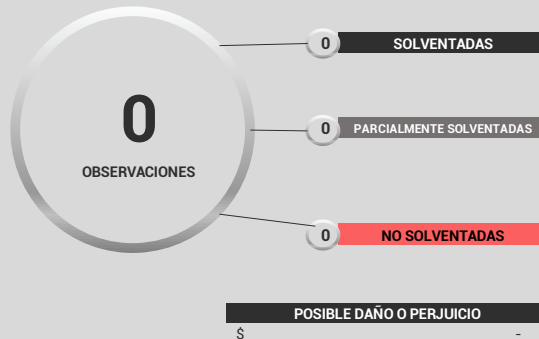 0
OBSERVACIONES
0 SOLVENTADAS
0 PARCIALMENTE SOLVENTADAS
0 NO SOLVENTADAS
POSIBLE DAÑO O PERJUICIO
$ -